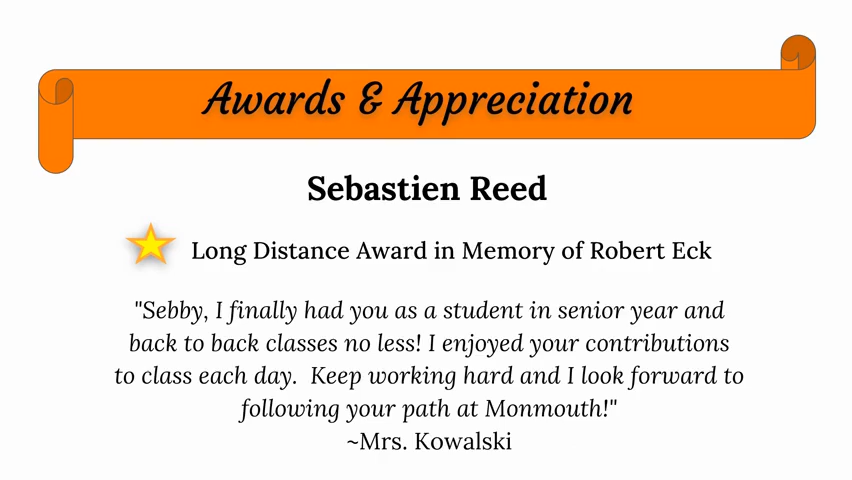 Awards & Appreciation
Sebastien Reed
Long Distance Award in Memory of Robert Eck
"Sebby, I finally had you as a student in senior year and
back to back classes no less! I enjoyed your contributions
to class each day.  Keep working hard and I look forward to
following your path at Monmouth!"
~Mrs. Kowalski